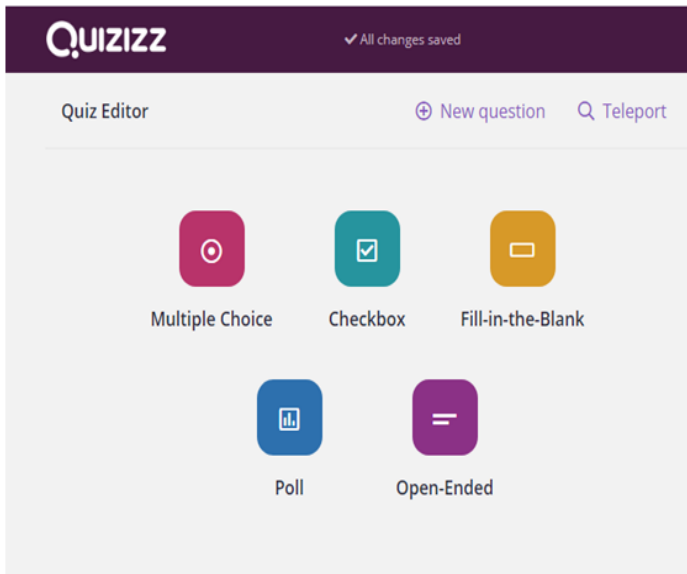 QUIZIZZ
All changes saved
Quiz Editor
New question
Teleport
Multiple Choice
Checkbox
Fill-in-the-Blank
Poll
Open-Ended